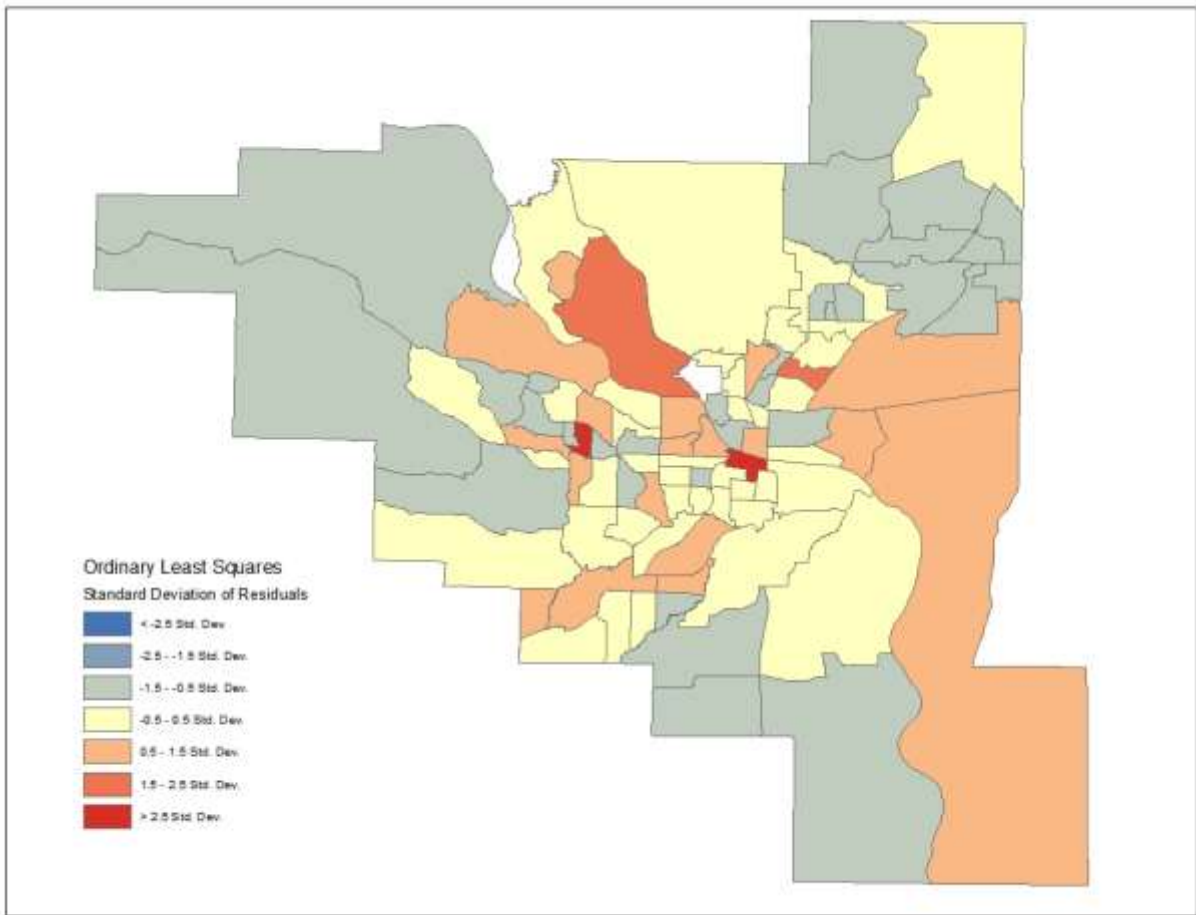 Ordinary Least Squares
Standard Deviation of Residuals
< -2.5 Std. Dev.
-2.5 - -1.5 Std. Dev.
-1.5 - -0.5 Std. Dev.
-0.5 - 0.5 Std. Dev.
0.5 - 1.5 Std. Dev.
1.5 - 2.5 Std. Dev.
> 2.5 Std. Dev.